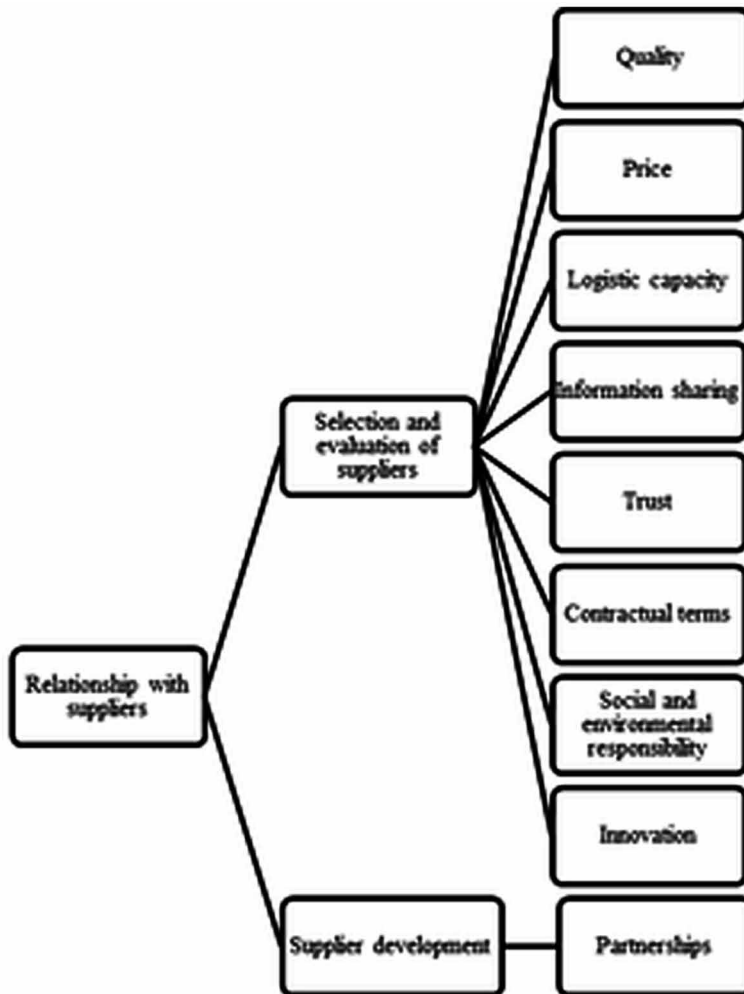 Quality
Price
Logistic capacity
Information sharing
Selection and
evaluation of
suppliers
Trust
Contractual terms
Relationship with
suppliers
Social and
environmental
responsibility
Innovation
Supplier development
Partnerships